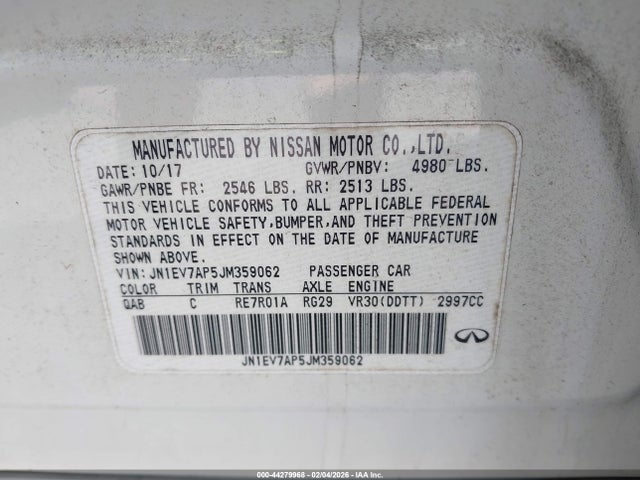 MANUFACTURED BY NISSAN MOTOR CO.,LTD.
DATE: 10/17 GVWR/PNBV: 4980 LBS.
GAWR/PNBE FR: 2546 LBS. RR: 2513 LBS.
THIS VEHICLE CONFORMS TO ALL APPLICABLE FEDERAL
MOTOR VEHICLE SAFETY,BUMPER,AND THEFT PREVENTION
STANDARDS IN EFFECT ON THE DATE OF MANUFACTURE
SHOWN ABOVE.
VIN: JN1EV7AP5JM359062 PASSENGER CAR
COLOR TRIM TRANS AXLE ENGINE
QAB C RE7R01A RG29 VR30(DDTT) 2997CC
JN1EV7AP5JM359062
000-44279968 - 02/04/2026 - IAA, Inc. Copyright